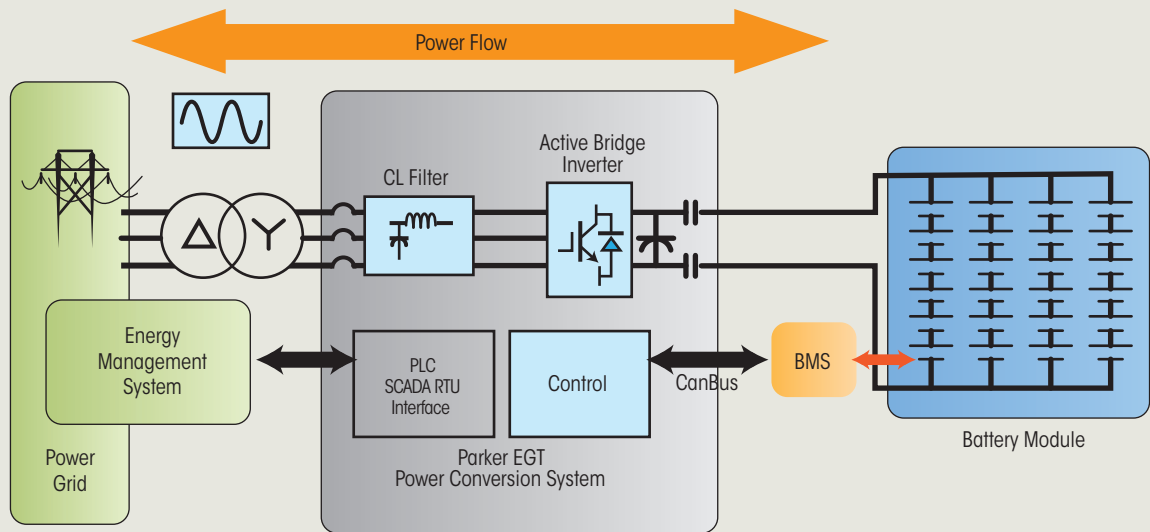 Power Flow
Active Bridge
Inverter
CL Filter
Energy
Management
System
PLC
SCADA RTU
Interface
Control
CanBus
BMS
Battery Module
Power
Grid
Parker EGT
Power Conversion System